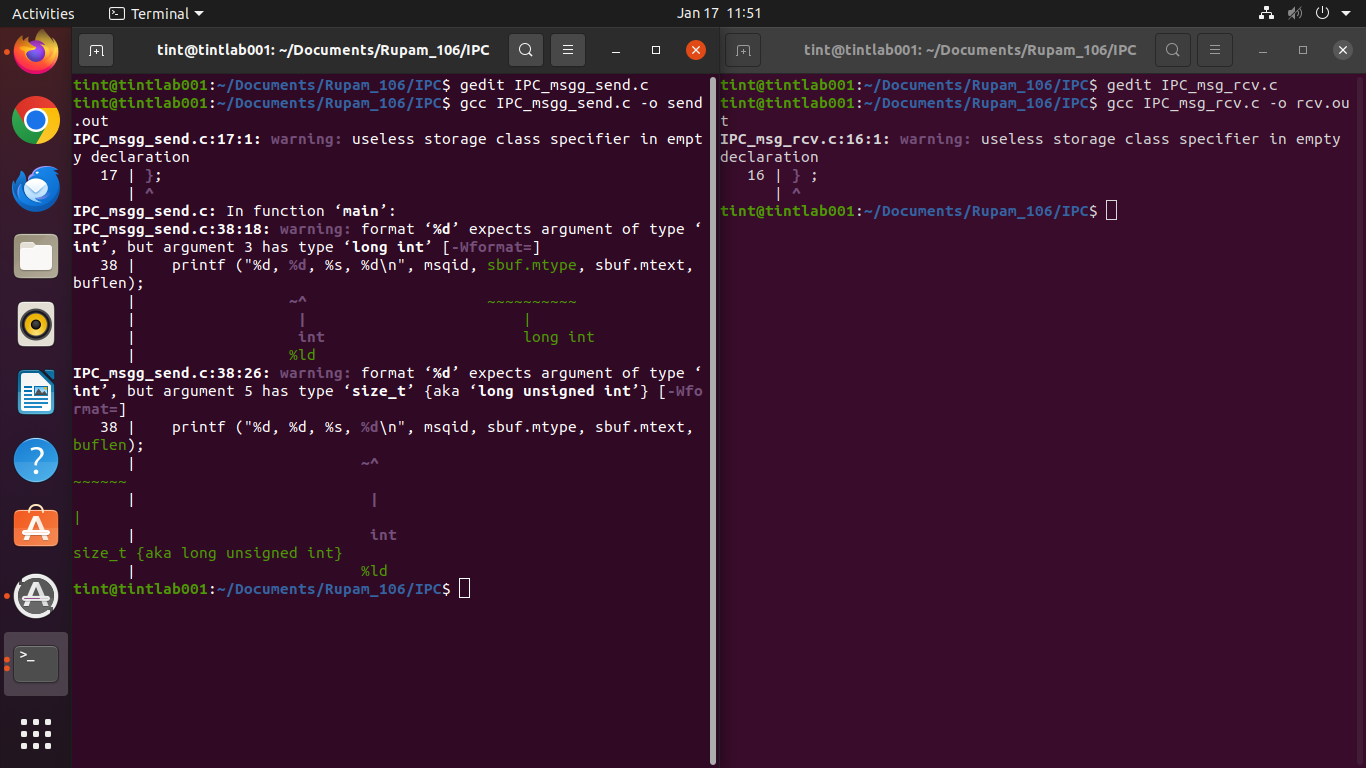 Activities Terminal Jan 17 11:51
tint@tintlab001: ~/Documents/Rupam_106/IPC
tint@tintlab001:~/Documents/Rupam_106/IPC$ gedit IPC_msgg_send.c
tint@tintlab001:~/Documents/Rupam_106/IPC$ gcc IPC_msgg_send.c -o send
.out
IPC_msgg_send.c:17:1: warning: useless storage class specifier in empt
y declaration
   17 | };
      | ^
IPC_msgg_send.c: In function ‘main’:
IPC_msgg_send.c:38:18: warning: format ‘%d’ expects argument of type ‘
int’, but argument 3 has type ‘long int’ [-Wformat=]
   38 |    printf ("%d, %d, %s, %d\n", msqid, sbuf.mtype, sbuf.mtext,
buflen);
      |                 ~^                    ~~~~~~~~~~
      |                  |                        |
      |                  int                      long int
      |                 %ld
IPC_msgg_send.c:38:26: warning: format ‘%d’ expects argument of type ‘
int’, but argument 5 has type ‘size_t’ {aka ‘long unsigned int’} [-Wfo
rmat=]
   38 |    printf ("%d, %d, %s, %d\n", msqid, sbuf.mtype, sbuf.mtext,
buflen);
      |                         ~^
~~~~~~
      |                          |
|
      |                          int
size_t {aka long unsigned int}
      |                         %ld
tint@tintlab001:~/Documents/Rupam_106/IPC$
tint@tintlab001: ~/Documents/Rupam_106/IPC
tint@tintlab001:~/Documents/Rupam_106/IPC$ gedit IPC_msg_rcv.c
tint@tintlab001:~/Documents/Rupam_106/IPC$ gcc IPC_msg_rcv.c -o rcv.ou
t
IPC_msg_rcv.c:16:1: warning: useless storage class specifier in empty
declaration
   16 | } ;
      | ^
tint@tintlab001:~/Documents/Rupam_106/IPC$